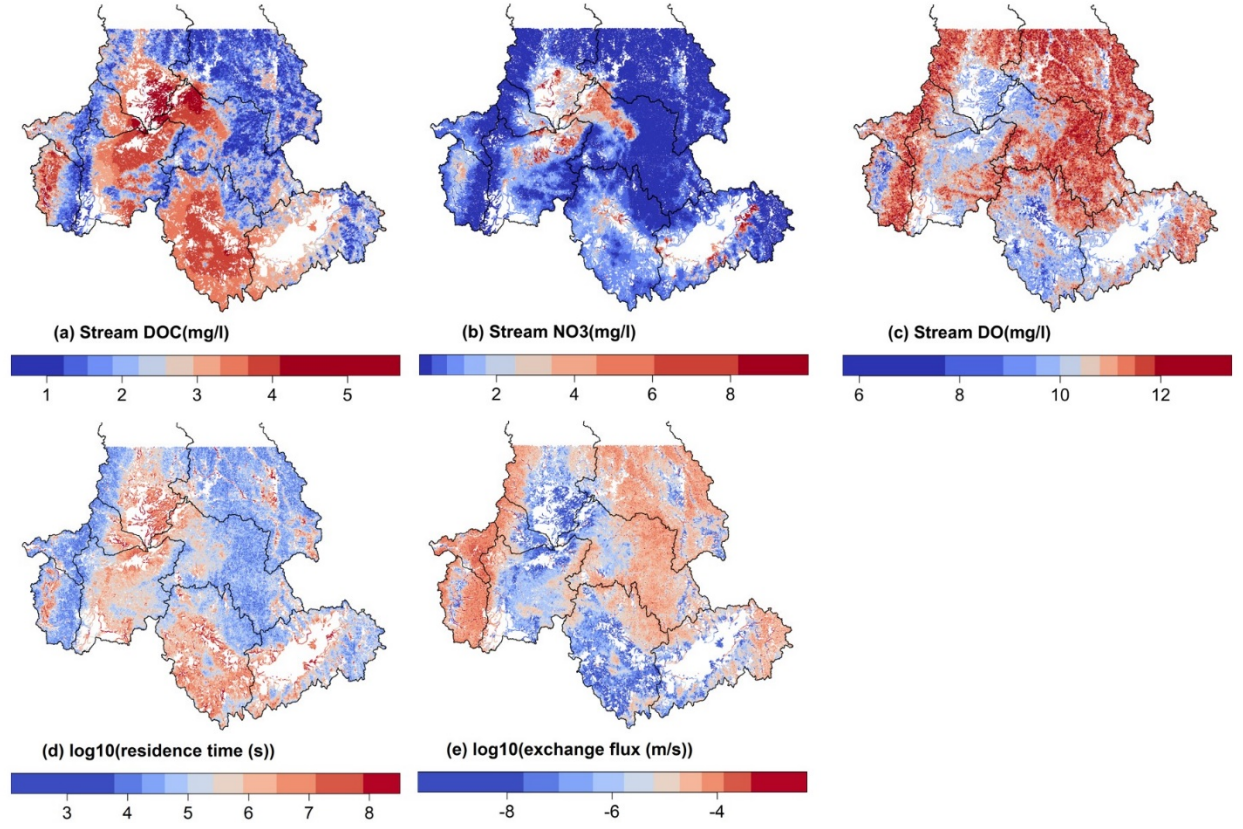 (a) Stream DOC(mg/l)
1 2 3 4 5
(b) Stream NO3(mg/l)
2 4 6 8
(c) Stream DO(mg/l)
6 8 10 12
(d) log10(residence time (s))
3 4 5 6 7 8
(e) log10(exchange flux (m/s))
-8 -6 -4